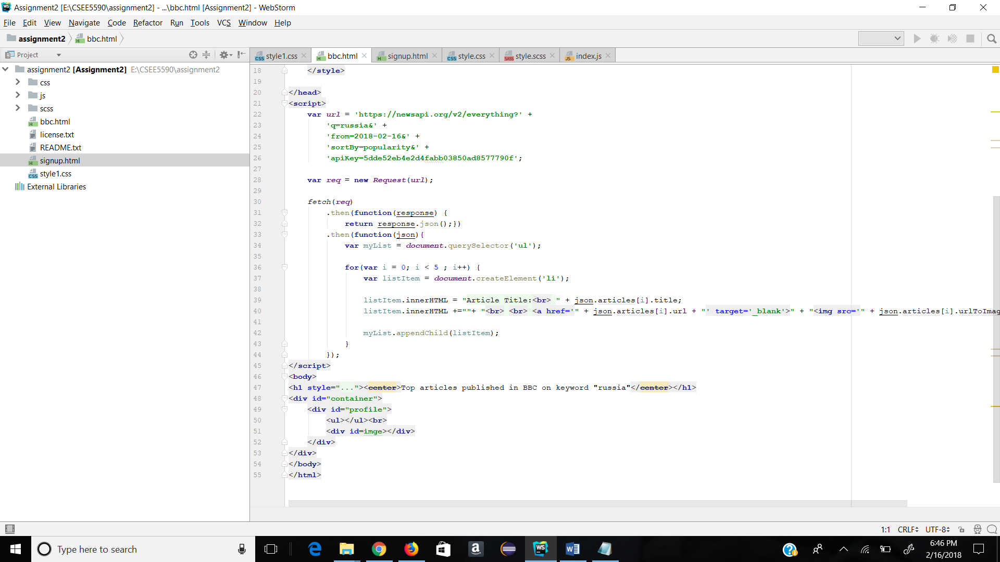 Assignment2 [E:\CSEE5590\assignment2] - ...\bbc.html [Assignment2] - WebStorm
File Edit View Navigate Code Refactor Run Tools VCS Window Help
assignment2 bbc.html
Project
style1.css bbc.html signup.html style.css style.scss index.js
assignment2 [Assignment2] E:\CSEE5590\assignment2
css
js
scss
bbc.html
license.txt
README.txt
signup.html
style1.css
External Libraries
18 </style>
19
20 </head>
21 <script>
22 var url = 'https://newsapi.org/v2/everything?' +
23 'q=russia&' +
24 'from=2018-02-16&' +
25 'sortBy=popularity&' +
26 'apiKey=5dde52eb4e2d4fabb03850ad8577790f';
27
28 var req = new Request(url);
29
30 fetch(req)
31 .then(function(response) {
32 return response.json();})
33 .then(function(json){
34 var myList = document.querySelector('ul');
35
36 for(var i = 0; i < 5 ; i++) {
37 var listItem = document.createElement('li');
38
39 listItem.innerHTML = "Article Title:<br> " + json.articles[i].title;
40 listItem.innerHTML +=""+ "<br> <br> <a href='" + json.articles[i].url + "' target='_blank'>" + "<img src='" + json.articles[i].urlToImag
41
42 myList.appendChild(listItem);
43 }
44 });
45 </script>
46 <body>
47 <h1 style="..."><center>Top articles published in BBC on keyword "russia"</center></h1>
48 <div id="container">
49 <div id="profile">
50 <ul></ul><br>
51 <div id=imge></div>
52 </div>
53 </div>
54 </body>
55 </html>
1:1 CRLF UTF-8
Type here to search
6:46 PM
2/16/2018